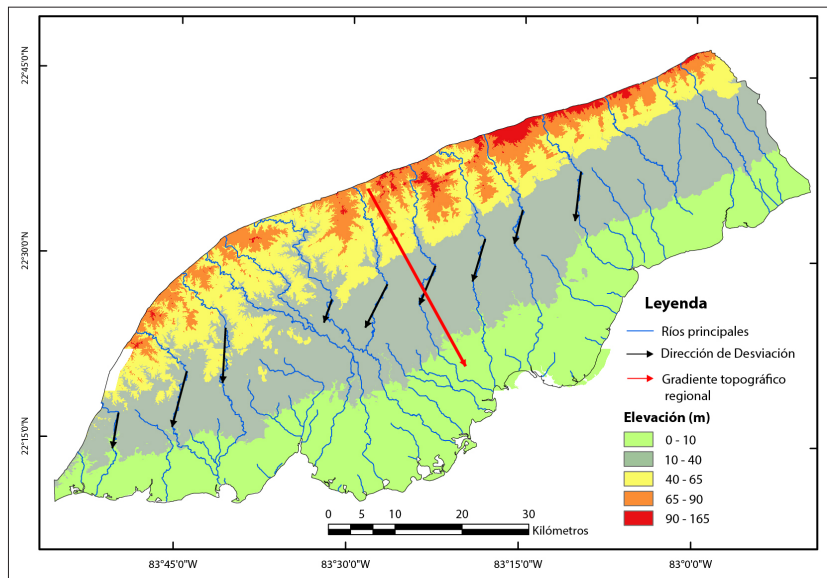 22°45'0"N
22°30'0"N
22°15'0"N
83°45'0"W
83°30'0"W
83°15'0"W
83°0'0"W
Leyenda
Ríos principales
Dirección de Desviación
Gradiente topográfico
regional
Elevación (m)
0 - 10
10 - 40
40 - 65
65 - 90
90 - 165
0 5 10 20 30
Kilómetros